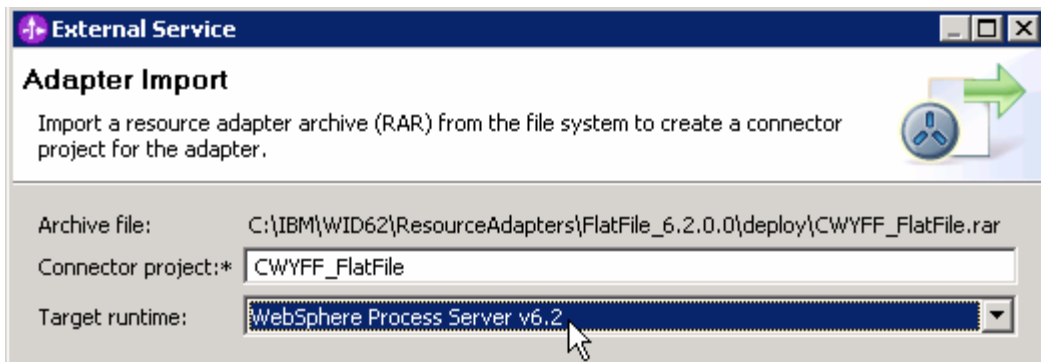 External Service
Adapter Import
Import a resource adapter archive (RAR) from the file system to create a connector
project for the adapter.
Archive file: C:\IBM\WID62\ResourceAdapters\FlatFile_6.2.0.0\deploy\CWYFF_FlatFile.rar
Connector project:* CWYFF_FlatFile
Target runtime: WebSphere Process Server v6.2